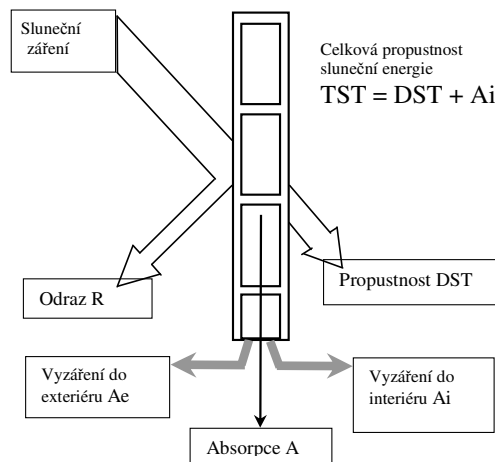 Sluneční
záření
Celková propustnost
sluneční energie
TST = DST + Ai
Odraz R
Propustnost DST
Vyzáření do
exteriéru Ae
Vyzáření do
interiéru Ai
Absorpce A